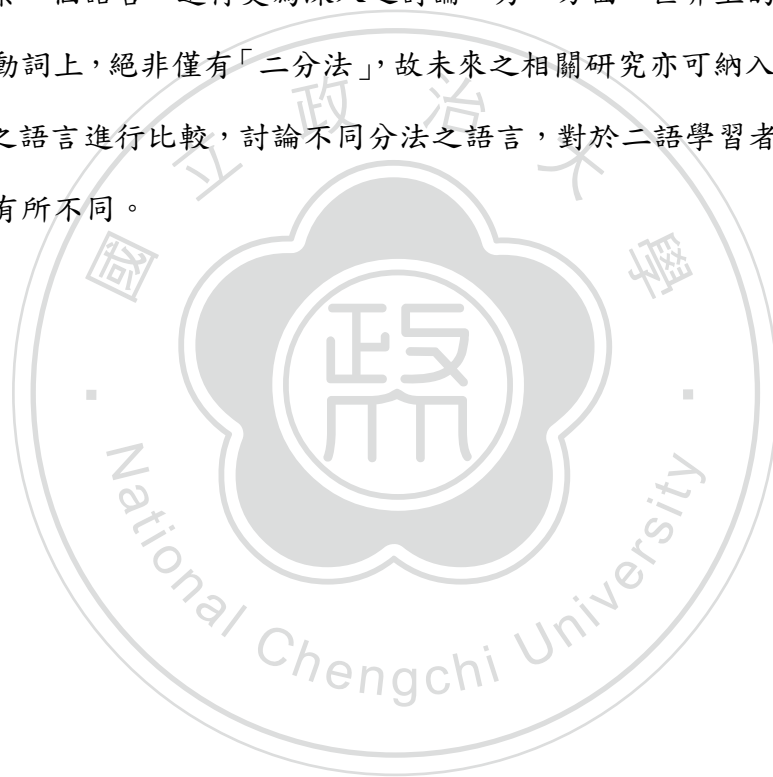 動詞上，絕非僅有「二分法」，故未來之相關研究亦可納入
之語言進行比較，討論不同分法之語言，對於二語學習者
有所不同。
國立政治大學
政
National Chengchi University